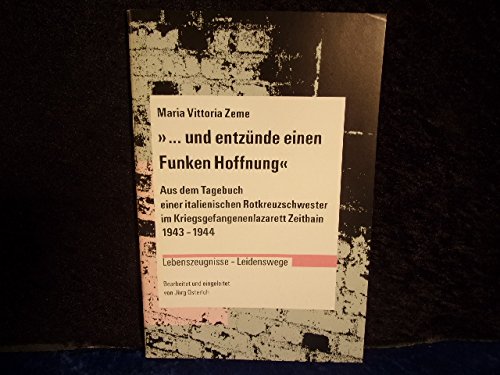 Maria Vittoria Zeme
»... und entzünde einen
Funken Hoffnung«
Aus dem Tagebuch
einer italienischen Rotkreuzschwester
im Kriegsgefangenenlazarett Zeithain
1943 – 1944
Lebenszeugnisse – Leidenswege
Bearbeitet und eingeleitet
von Jörg Osterloh